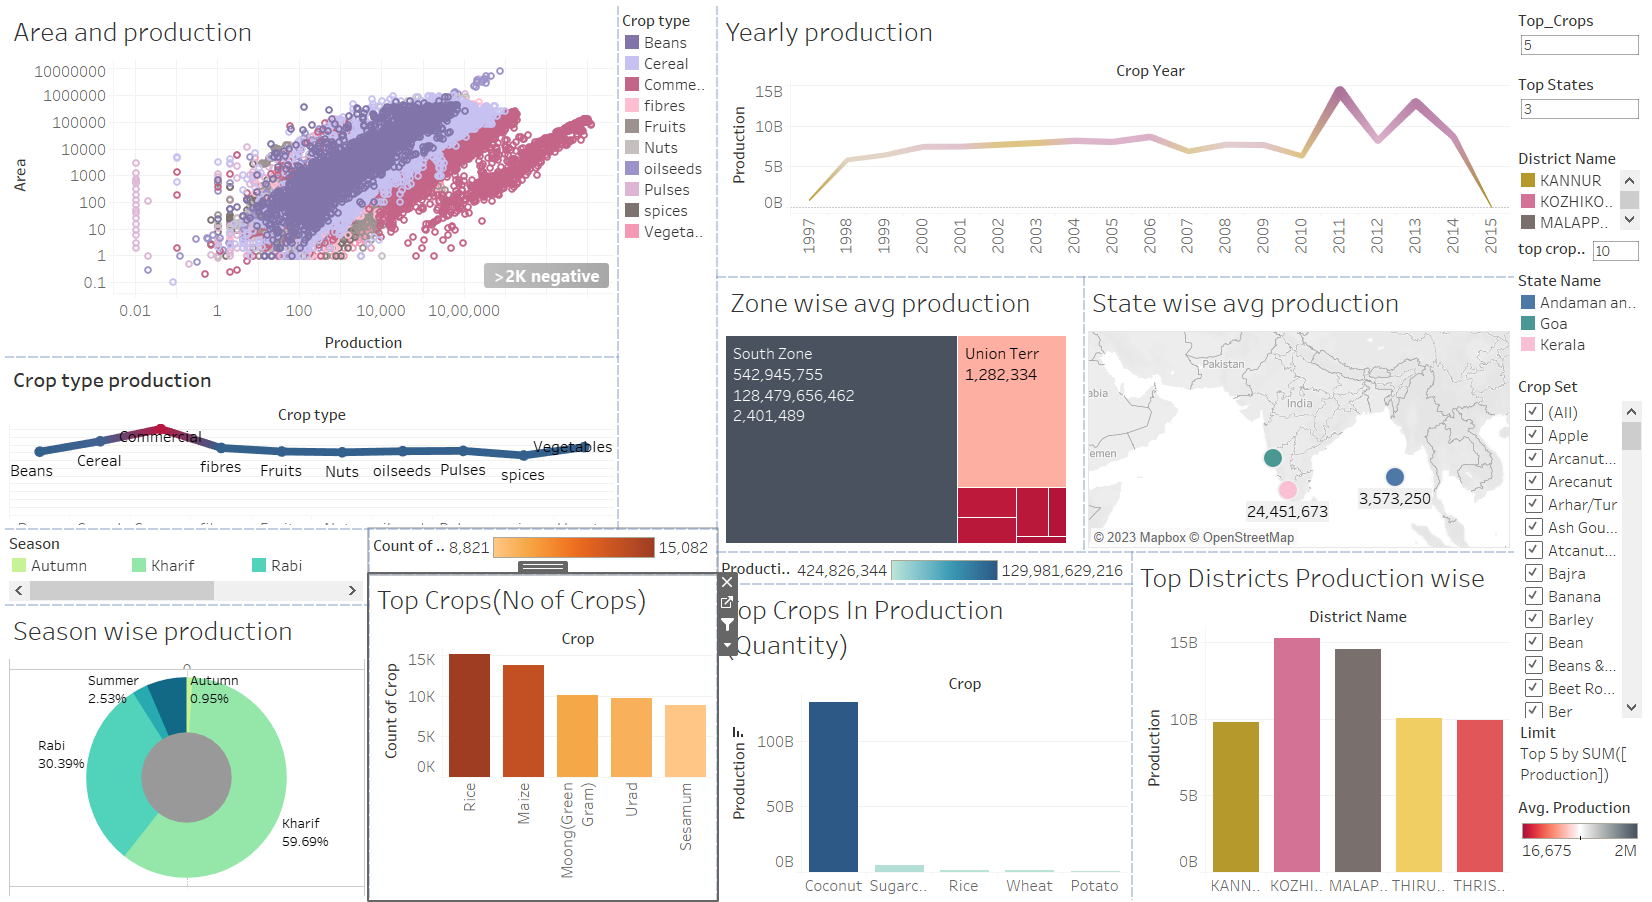 Area and production
Area
10000000
1000000
100000
10000
1000
100
10
1
0.1
>2K negative
0.01
1
100
10,000
10,00,000
Production
Crop type
Beans
Cereal
Comme..
fibres
Fruits
Nuts
oilseeds
Pulses
spices
Vegeta..
Yearly production
Crop Year
Production
15B
10B
5B
0B
1997
1998
1999
2000
2001
2002
2003
2004
2005
2006
2007
2008
2009
2010
2011
2012
2013
2014
2015
Top_Crops
5
Top States
3
District Name
KANNUR
KOZHIKO..
MALAPP..
top crop..
10
State Name
Andaman an..
Goa
Kerala
Crop Set
(All)
Apple
Arcanut...
Arecanut
Arhar/Tur
Ash Gou...
Atcanut...
Bajra
Banana
Barley
Bean
Beans &...
Beet Ro...
Ber
Limit
Top 5 by SUM([
Production])
Avg. Production
16,675
2M
Crop type production
Crop type
Beans
Cereal
Commercial
fibres
Fruits
Nuts
oilseeds
Pulses
spices
Vegetables
Zone wise avg production
South Zone
542,945,755
128,479,656,462
2,401,489
Union Terr
1,282,334
State wise avg production
Pakistan
India
abia
emen
24,451,673
3,573,250
© 2023 Mapbox © OpenStreetMap
Season
Autumn
Kharif
Rabi
Season wise production
0
Summer
2.53%
Autumn
0.95%
Rabi
30.39%
Kharif
59.69%
Count of ..
8,821
15,082
Top Crops(No of Crops)
Crop
Count of Crop
15K
10K
5K
0K
Rice
Maize
Moong(Green
Gram)
Urad
Sesamum
Producti..
424,826,344
129,981,629,216
op Crops In Production
(Quantity)
Crop
Production
100B
50B
0B
Coconut
Sugarc..
Rice
Wheat
Potato
Top Districts Production wise
District Name
Production
15B
10B
5B
0B
KANN..
KOZHI..
MALAP..
THIRU..
THRIS..